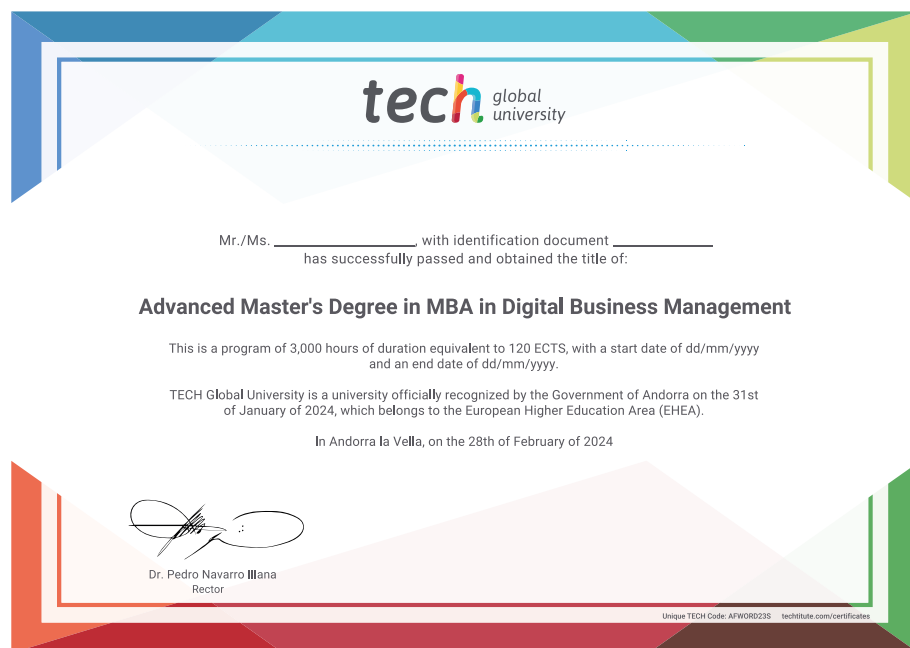 tech global university
Mr./Ms. ______________, with identification document __________
has successfully passed and obtained the title of:
Advanced Master's Degree in MBA in Digital Business Management
This is a program of 3,000 hours of duration equivalent to 120 ECTS, with a start date of dd/mm/yyyy
and an end date of dd/mm/yyyy.
TECH Global University is a university officially recognized by the Government of Andorra on the 31st
of January of 2024, which belongs to the European Higher Education Area (EHEA).
In Andorra la Vella, on the 28th of February of 2024
Dr. Pedro Navarro Illana
Rector
Unique TECH Code: AFWORD23S techtitute.com/certificates